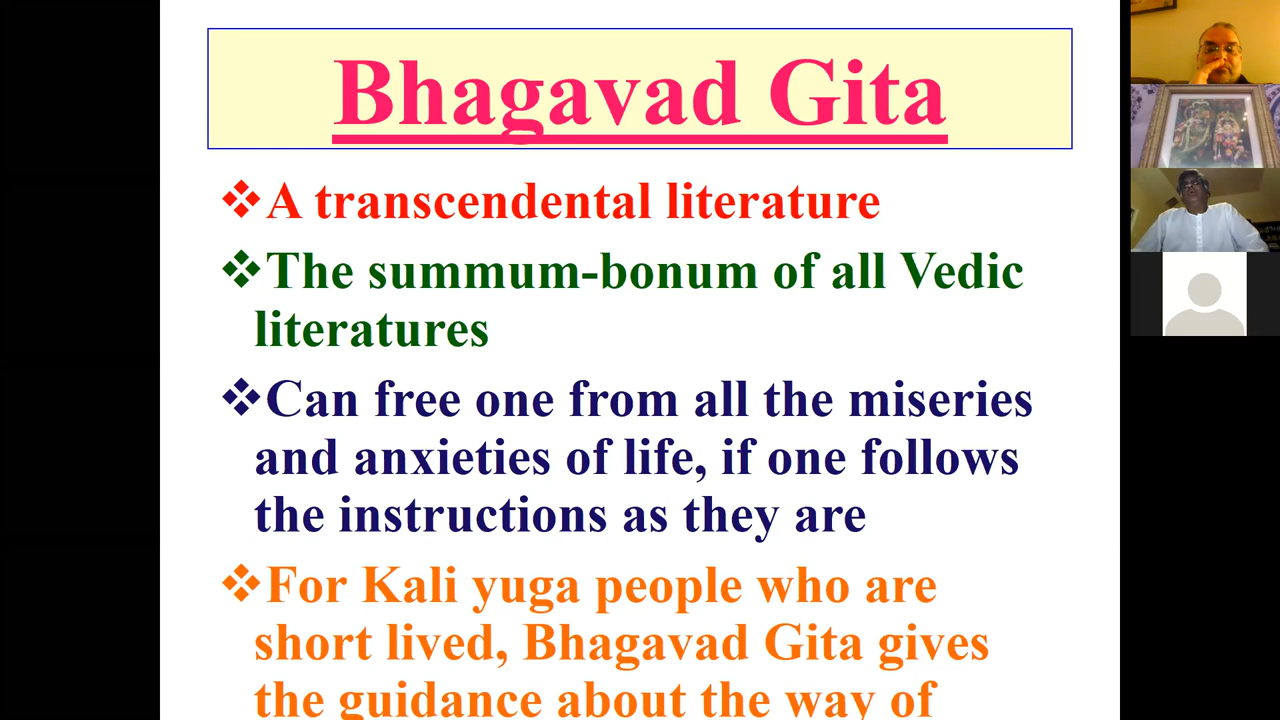 Bhagavad Gita
❖A transcendental literature
❖The summum-bonum of all Vedic
literatures
❖Can free one from all the miseries
and anxieties of life, if one follows
the instructions as they are
❖For Kali yuga people who are
short lived, Bhagavad Gita gives
the guidance about the way of